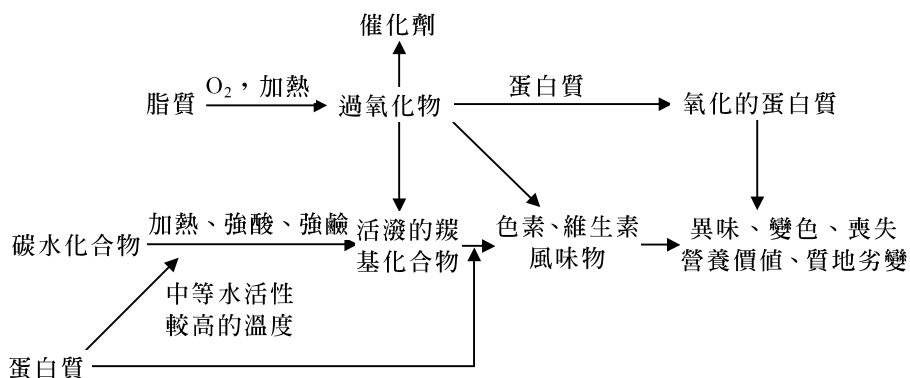 催化劑
脂質
O₂，加熱
過氧化物
蛋白質
氧化的蛋白質
碳水化合物
加熱、強酸、強鹼
活潑的羰
基化合物
色素、維生素
風味物
異味、變色、喪失
營養價值、質地劣變
中等水活性
較高的溫度
蛋白質